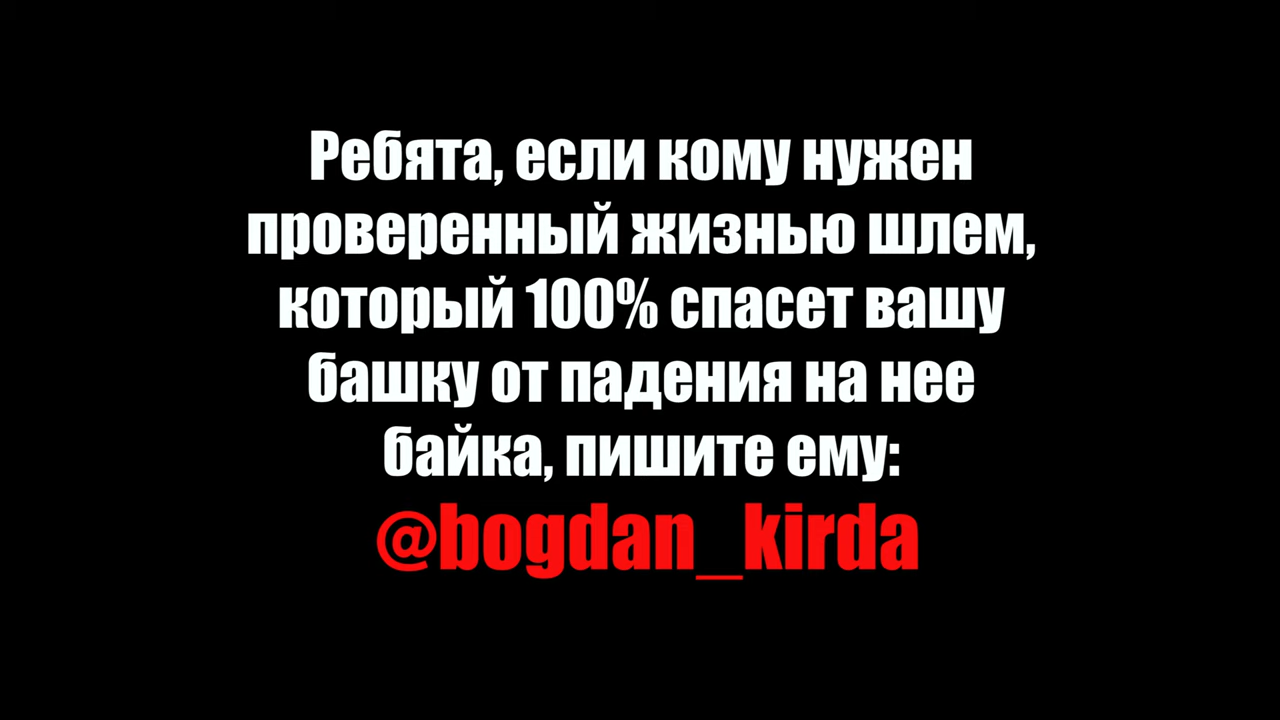 Ребята, если кому нужен
проверенный жизнью шлем,
который 100% спасет вашу
башку от падения на нее
байка, пишите ему:
@bogdan_kirda